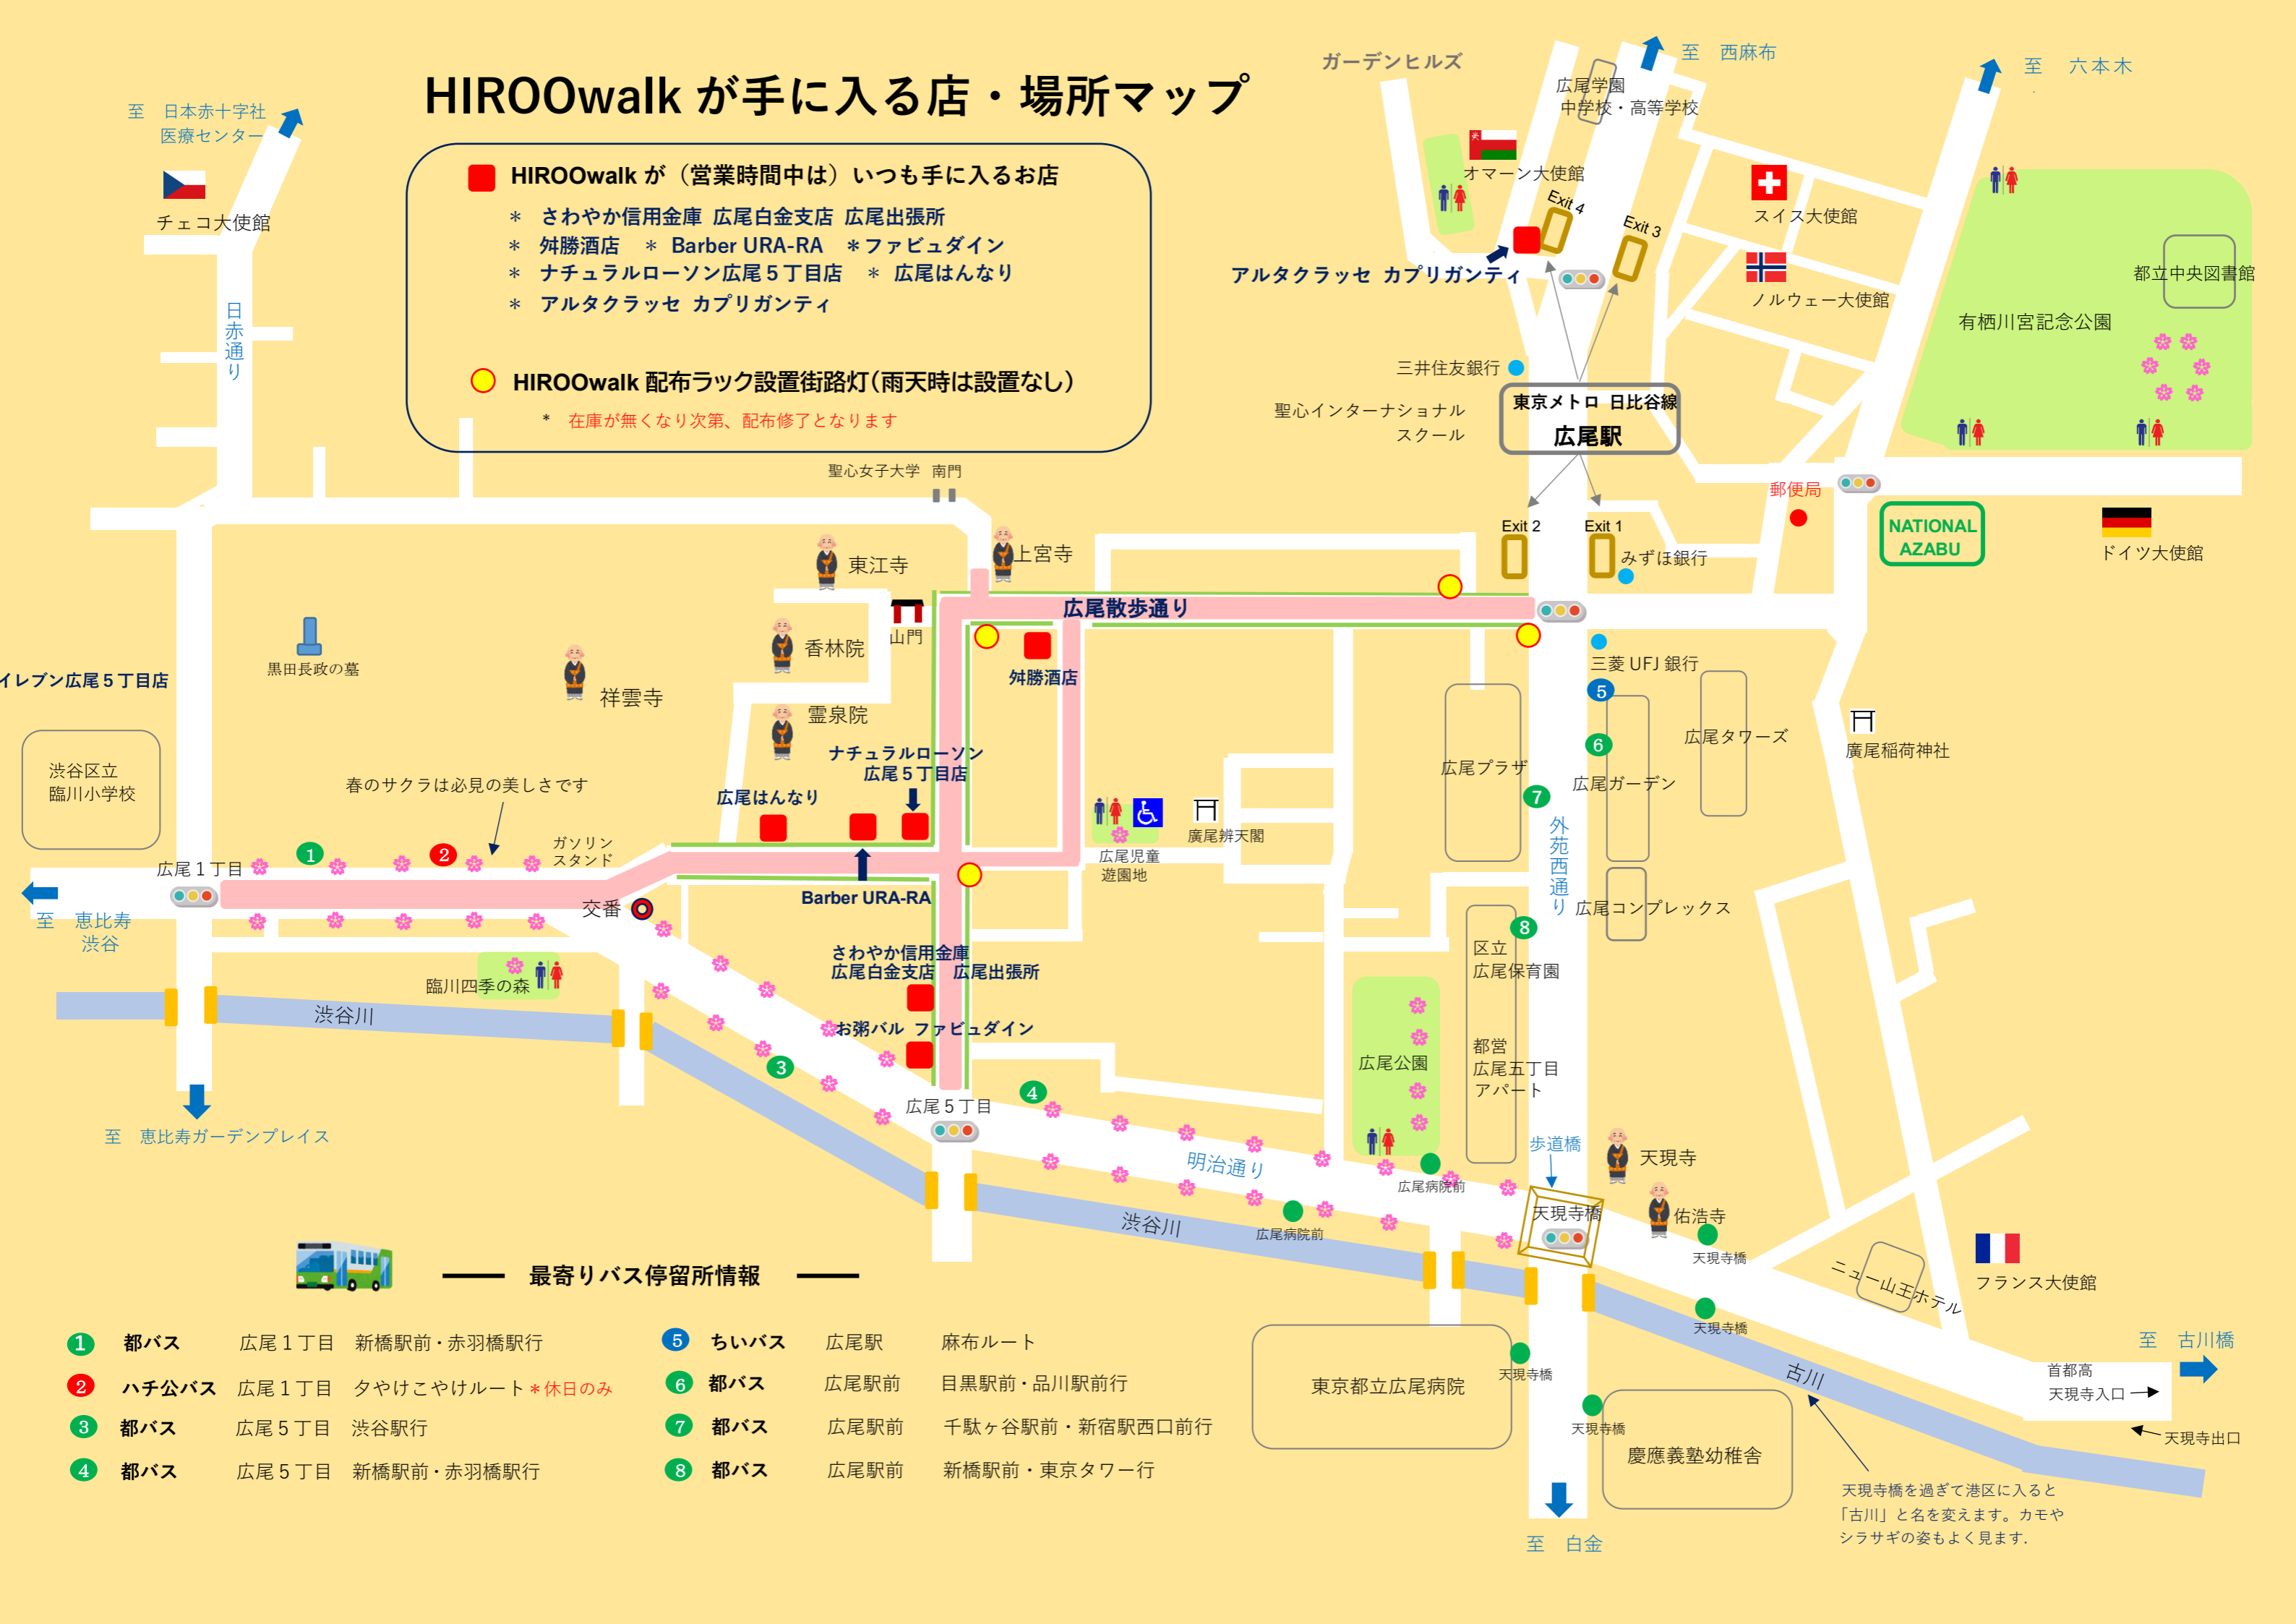 HIROOwalk が手に入る店・場所マップ
HIROOwalk が（営業時間中は）いつも手に入るお店
＊ さわやか信用金庫 広尾白金支店 広尾出張所
＊ 舛勝酒店 ＊ Barber URA-RA ＊ファビュダイン
＊ ナチュラルローソン広尾５丁目店 ＊ 広尾はんなり
＊ アルタクラッセ カプリガンティ
HIROOwalk 配布ラック設置街路灯（雨天時は設置なし）
* 在庫が無くなり次第、配布修了となります
至 日本赤十字社
医療センター
チェコ大使館
日赤通り
ガーデンヒルズ
広尾学園
中学校・高等学校
至 西麻布
至 六本木
オマーン大使館
Exit 4
Exit 3
アルタクラッセ カプリガンティ
スイス大使館
ノルウェー大使館
都立中央図書館
有栖川宮記念公園
三井住友銀行
聖心インターナショナル
スクール
東京メトロ 日比谷線
広尾駅
郵便局
NATIONAL
AZABU
ドイツ大使館
Exit 2
Exit 1
みずほ銀行
聖心女子大学 南門
東江寺
上宮寺
広尾散歩通り
山門
香林院
舛勝酒店
黒田長政の墓
祥雲寺
霊泉院
イレブン広尾５丁目店
渋谷区立
臨川小学校
春のサクラは必見の美しさです
ガソリン
スタンド
ナチュラルローソン
広尾５丁目店
広尾はんなり
Barber URA-RA
広尾児童
遊園地
廣尾辨天閣
三菱 UFJ 銀行
5
6
7
8
広尾プラザ
広尾ガーデン
広尾タワーズ
廣尾稲荷神社
外苑西通り
広尾コンプレックス
1
2
広尾１丁目
至 恵比寿
渋谷
交番
臨川四季の森
渋谷川
至 恵比寿ガーデンプレイス
さわやか信用金庫
広尾白金支店 広尾出張所
お粥バル ファビュダイン
3
4
広尾５丁目
区立
広尾保育園
都営
広尾五丁目
アパート
広尾公園
明治通り
渋谷川
広尾病院前
広尾病院前
歩道橋
天現寺橋
天現寺
佑浩寺
天現寺橋
天現寺橋
天現寺橋
天現寺橋
ニュー山王ホテル
フランス大使館
至 古川橋
首都高
天現寺入口
天現寺出口
古川
東京都立広尾病院
慶應義塾幼稚舎
至 白金
天現寺橋を過ぎて港区に入ると
「古川」と名を変えます。カモや
シラサギの姿もよく見ます.
最寄りバス停留所情報
1 都バス 広尾１丁目 新橋駅前・赤羽橋駅行
2 ハチ公バス 広尾１丁目 夕やけこやけルート＊休日のみ
3 都バス 広尾５丁目 渋谷駅行
4 都バス 広尾５丁目 新橋駅前・赤羽橋駅行
5 ちいバス 広尾駅 麻布ルート
6 都バス 広尾駅前 目黒駅前・品川駅前行
7 都バス 広尾駅前 千駄ヶ谷駅前・新宿駅西口前行
8 都バス 広尾駅前 新橋駅前・東京タワー行